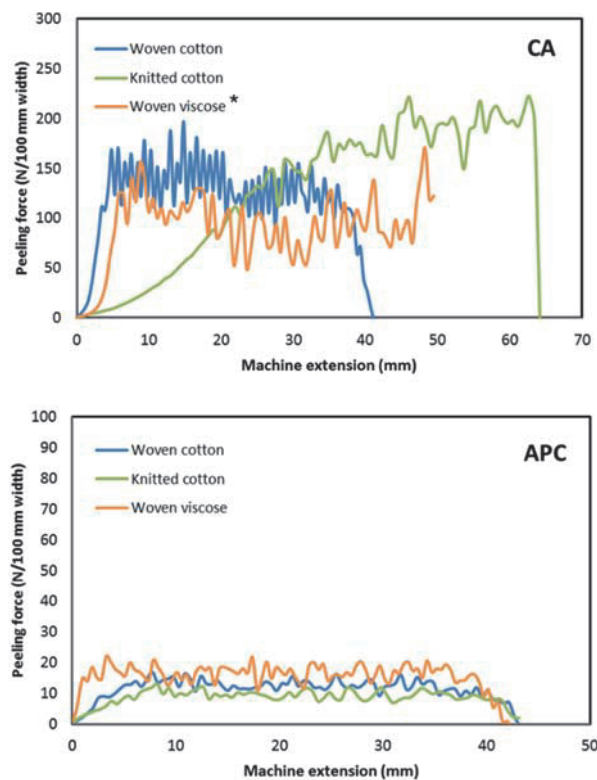 300
250
200
150
100
50
0
Peeling force (N/100 mm width)
Woven cotton
Knitted cotton
Woven viscose *
CA
0 10 20 30 40 50 60 70
Machine extension (mm)
100
90
80
70
60
50
40
30
20
10
0
Peeling force (N/100 mm width)
Woven cotton
Knitted cotton
Woven viscose
APC
0 10 20 30 40 50
Machine extension (mm)